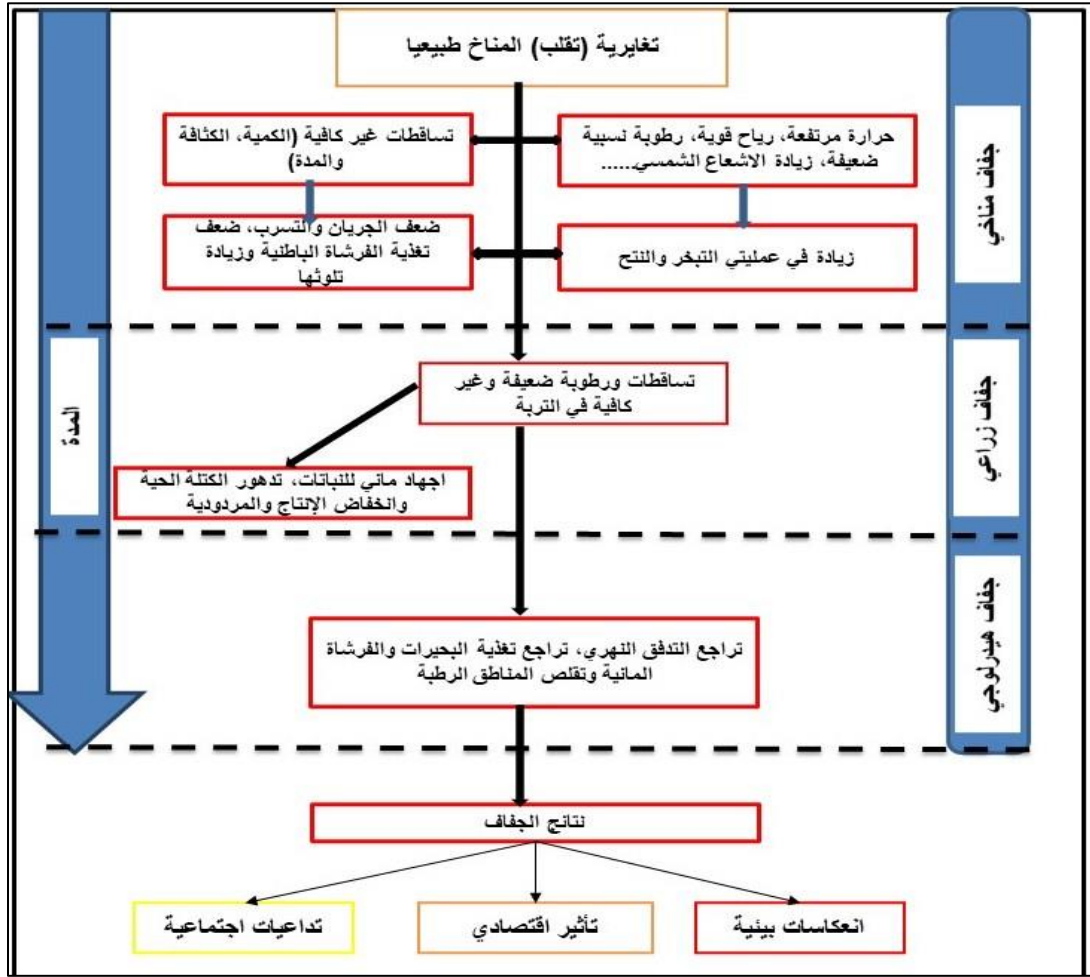 تغايرية (تقلب) المناخ طبيعيا
حرارة مرتفعة، رياح قوية، رطوبة نسبية
ضعيفة، زيادة الاشعاع الشمسي......
تساقطات غير كافية (الكمية، الكثافة
والمدة)
جفاف مناخي
زيادة في عمليتي التبخر والنتح
ضعف الجريان والتسرب، ضعف
تغذية الفرشاة الباطنية وزيادة
تلوثها
جفاف زراعي
تساقطات ورطوبة ضعيفة وغير
كافية في التربة
المدة
اجهاد مائي للنباتات، تدهور الكتلة الحية
وانخفاض الإنتاج والمردودية
جفاف هيدرلوجي
تراجع التدفق النهري، تراجع تغذية البحيرات والفرشاة
المائية وتقلص المناطق الرطبة
نتائج الجفاف
انعكاسات بيئية
تأثير اقتصادي
تداعيات اجتماعية